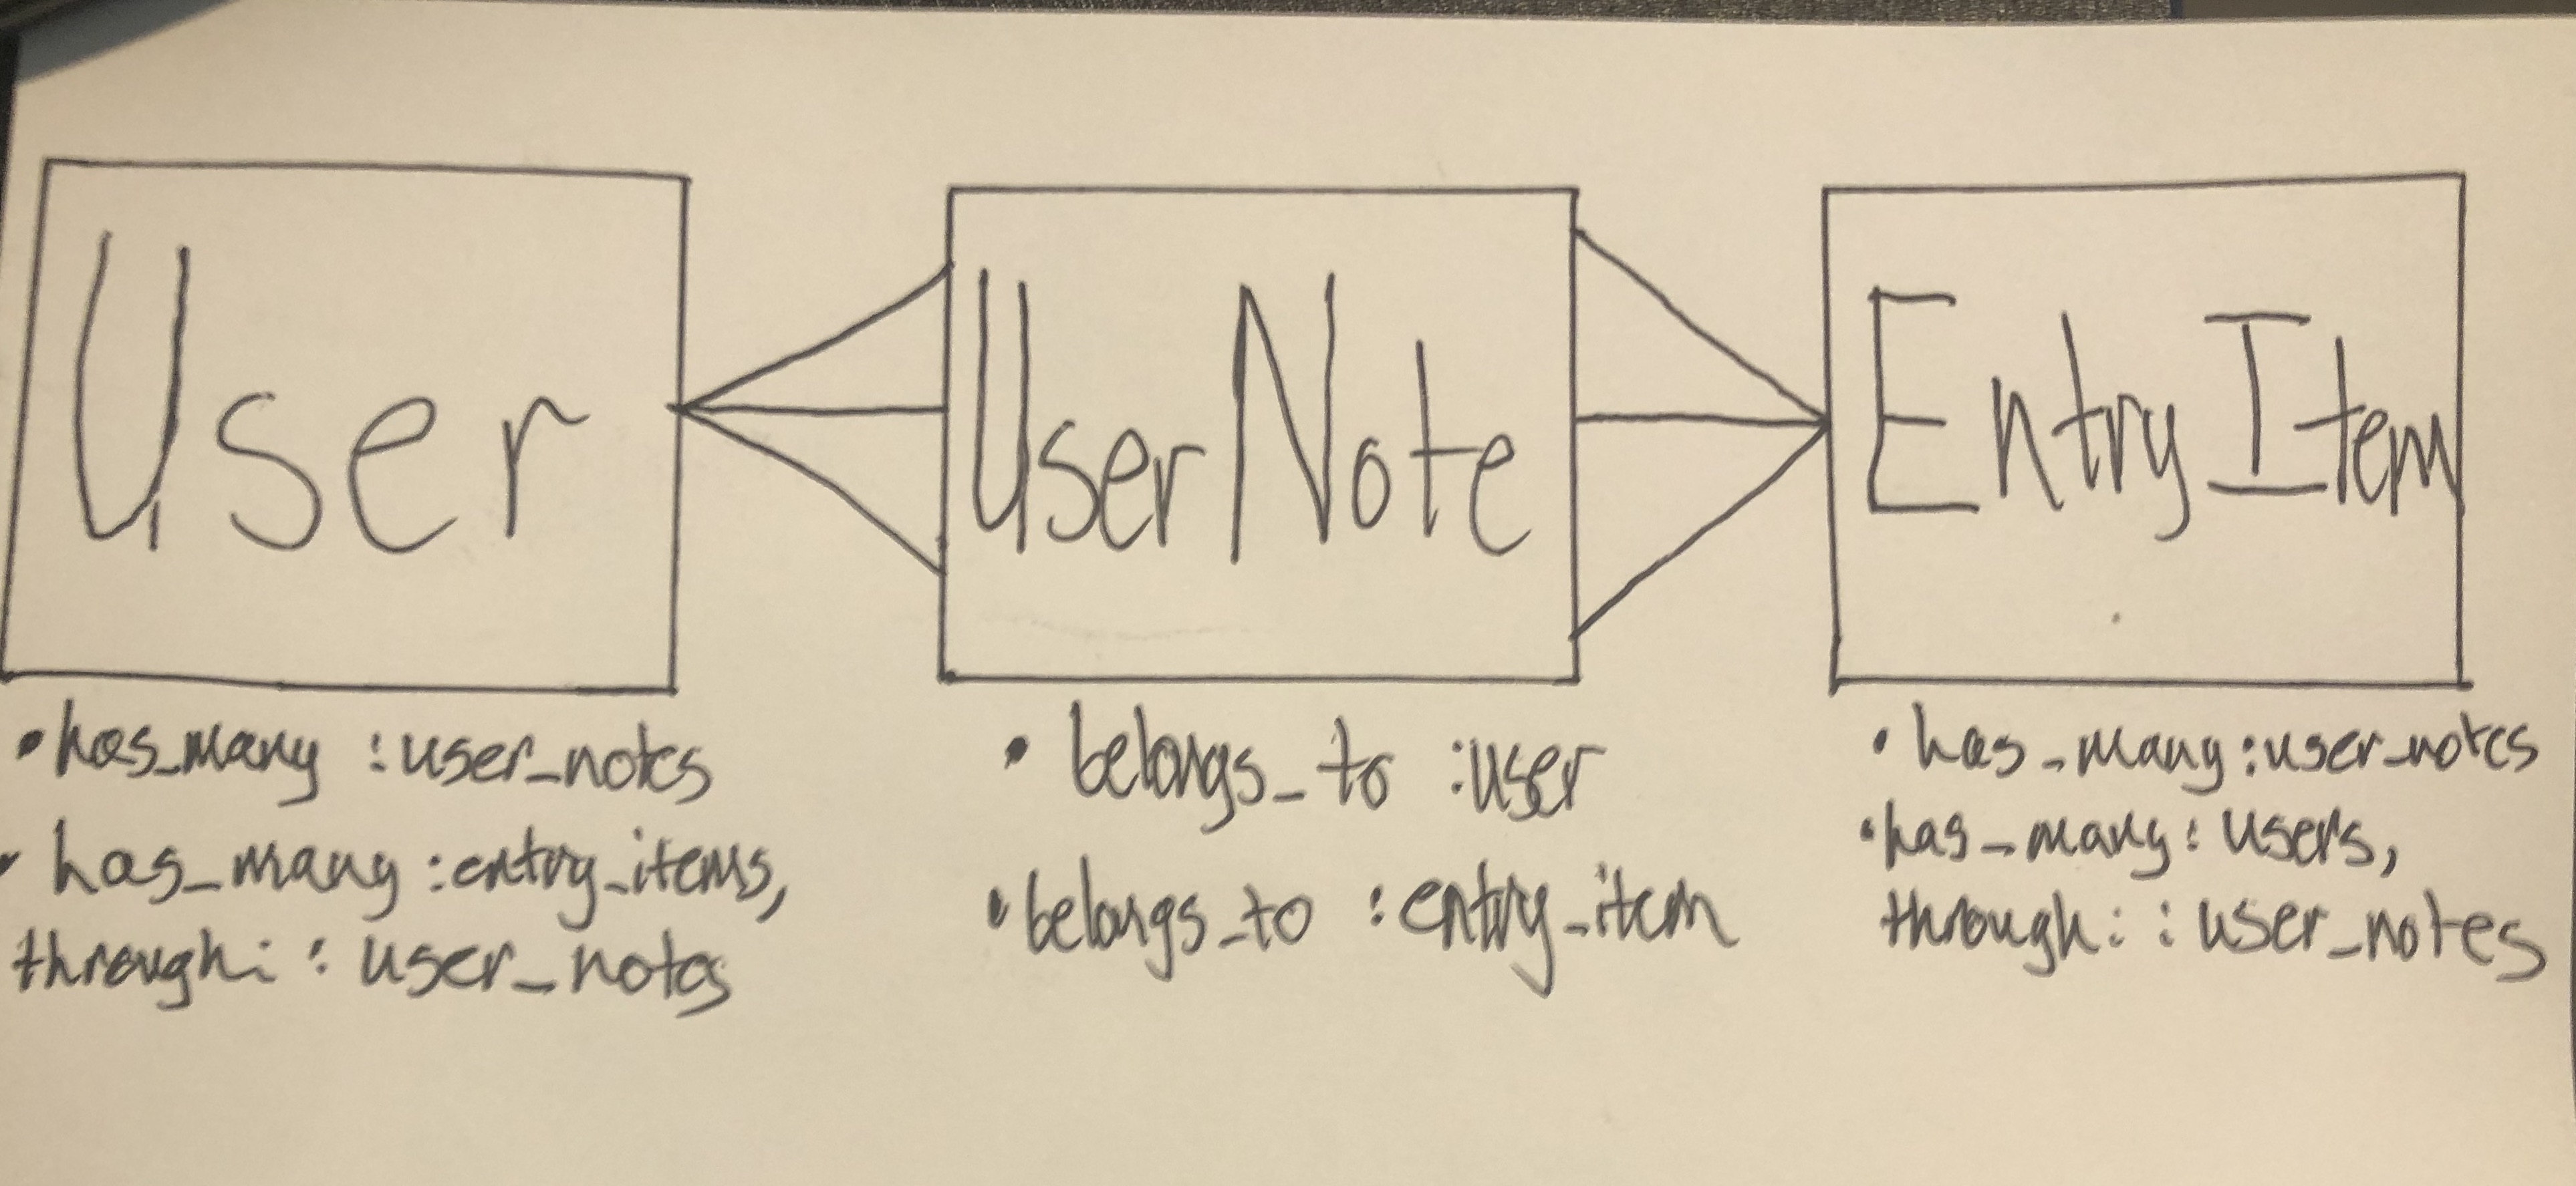 User
UserNote
EntryItem
• has_many :user_notes
• has_many :entry_items,
through: :user_notes
• belongs_to :user
• belongs_to :entry_item
• has_many :user_notes
• has_many :users,
through: :user_notes